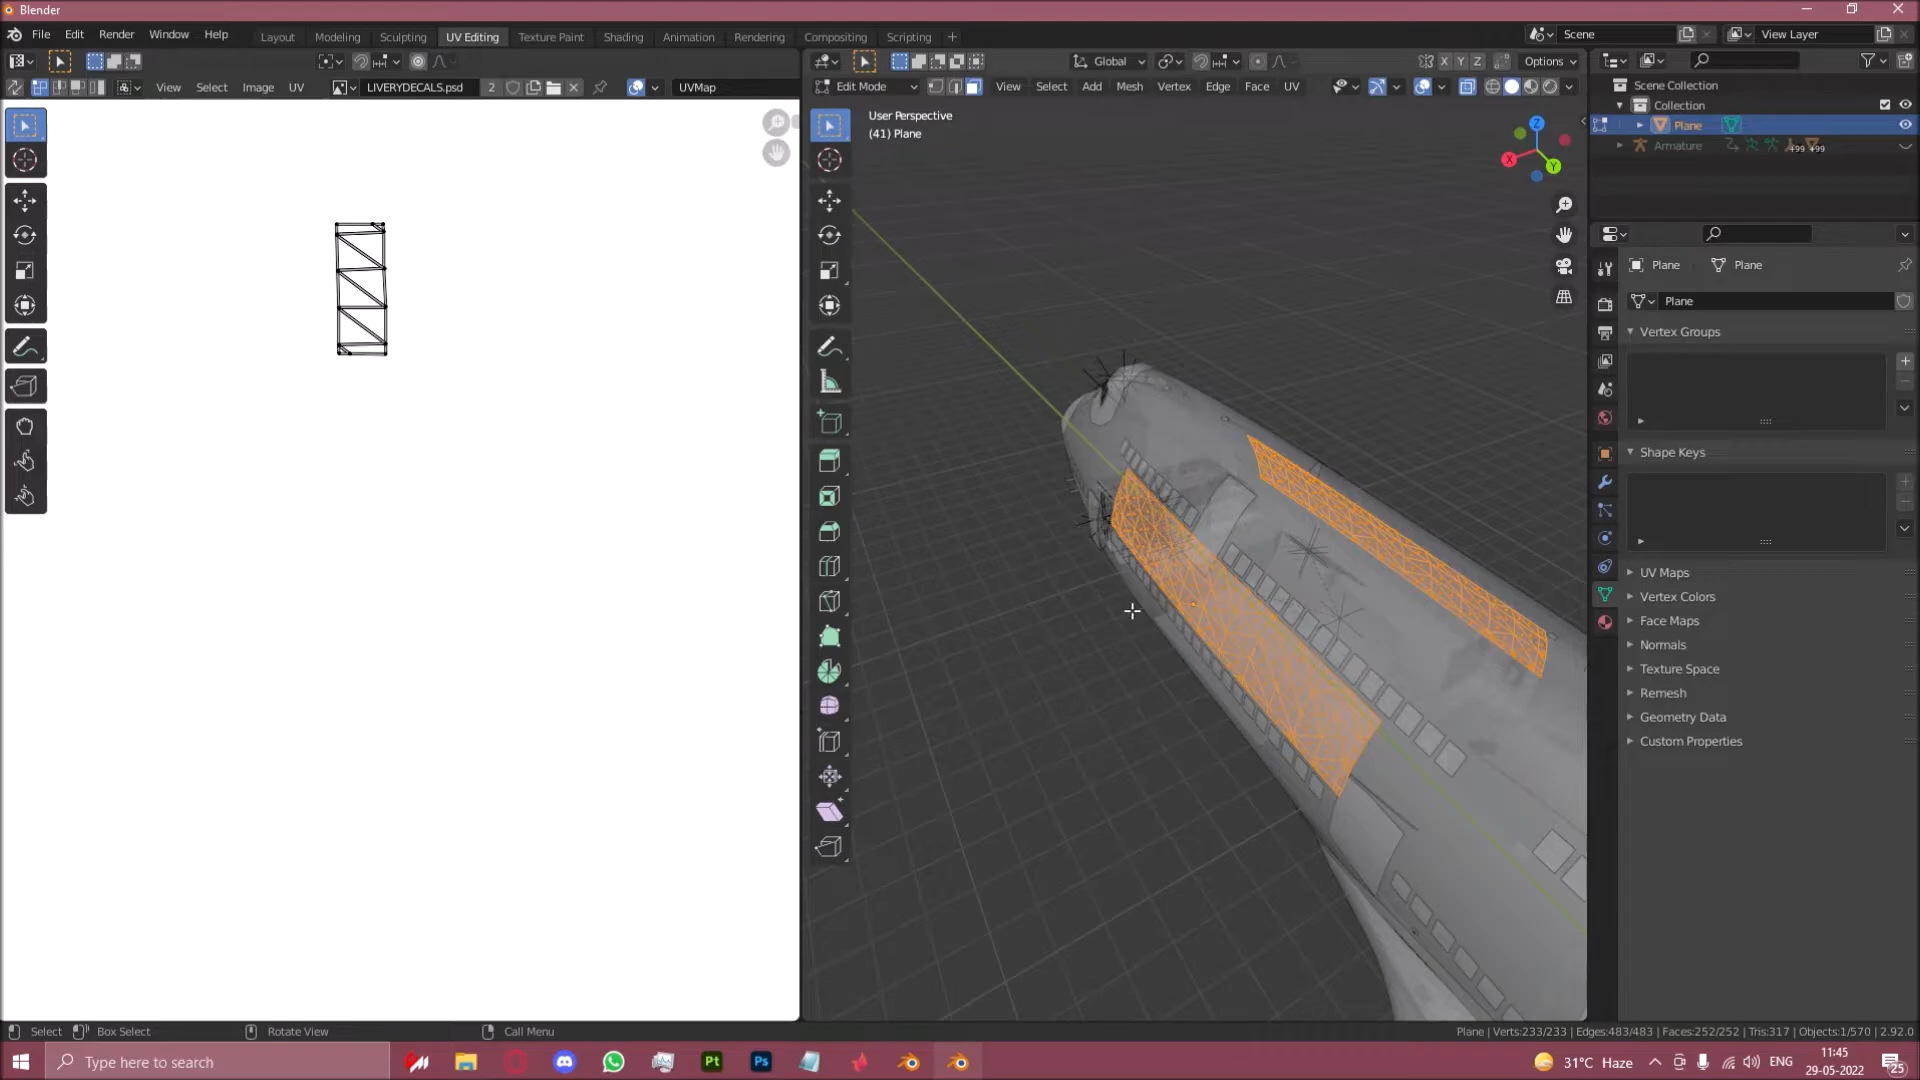 Blender
File Edit Render Window Help Layout Modeling Sculpting UV Editing Texture Paint Shading Animation Rendering Compositing Scripting + Scene View Layer
Global X Y Z Options
View Select Image UV LIVERYDECALS.psd 2 UVMap Edit Mode View Select Add Mesh Vertex Edge Face UV
User Perspective
(41) Plane
Z
X
Y
Scene Collection
Collection
Plane
Armature 499 499
Plane Plane
Plane
Vertex Groups
Shape Keys
UV Maps
Vertex Colors
Face Maps
Normals
Texture Space
Remesh
Geometry Data
Custom Properties
Select Box Select Rotate View Call Menu Plane | Verts:233/233 | Edges:483/483 | Faces:252/252 | Tris:317 | Objects:1/570 | 2.92.0
Type here to search Pt Ps 31°C Haze ENG 11:45
29-05-2022 25